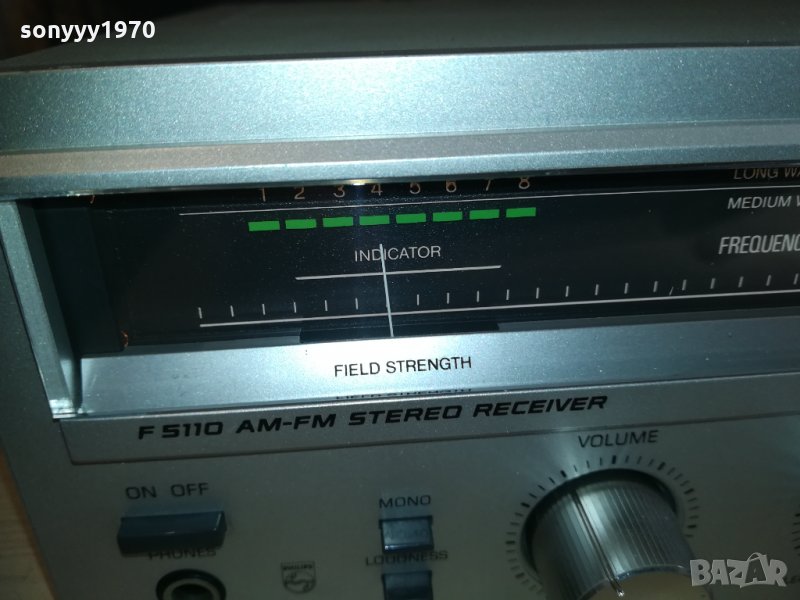 sonyyy1970
1 2 3 4 5 6 7 8
LONG WA
MEDIUM W
INDICATOR
FREQUENC
FIELD STRENGTH
F 5110 AM-FM STEREO RECEIVER
VOLUME
ON OFF
MONO
PHONES
LOUDNESS
BAZAR